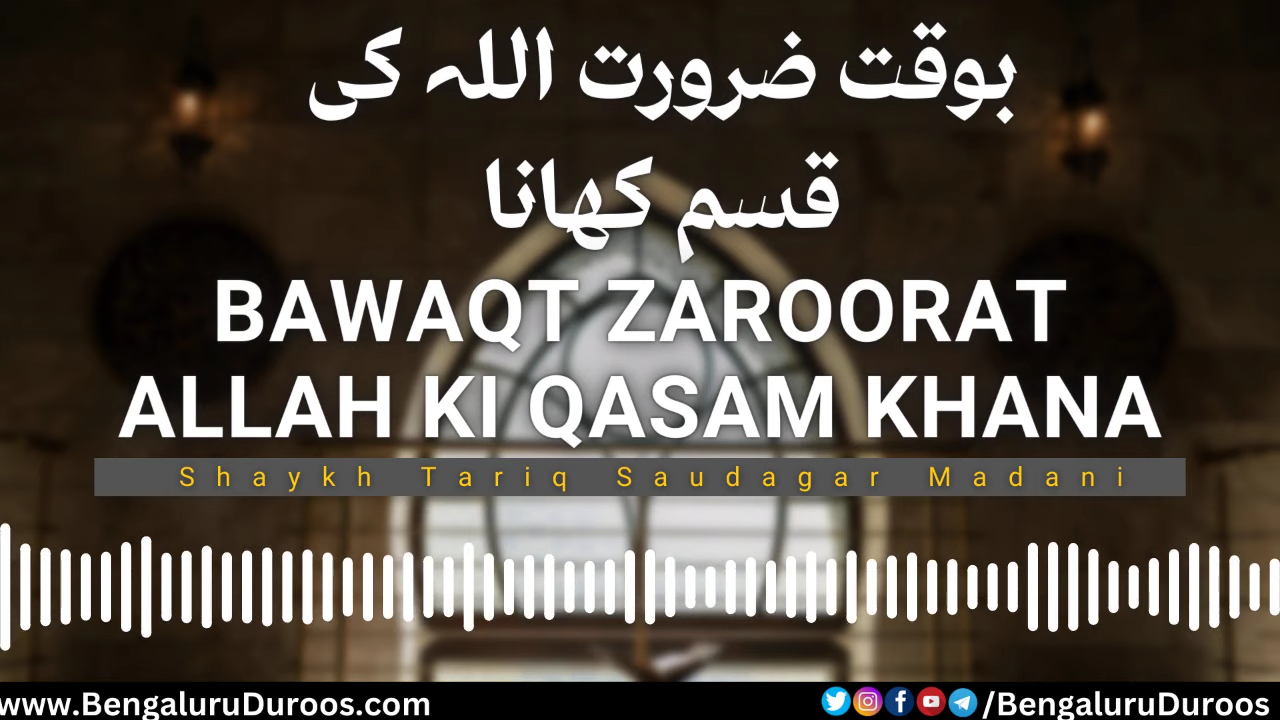 بوقت ضرورت اللہ کی
قسم کھانا
BAWAQT ZAROORAT
ALLAH KI QASAM KHANA
Shaykh Tariq Saudagar Madani
www.BengaluruDuroos.com
/BengaluruDuroos